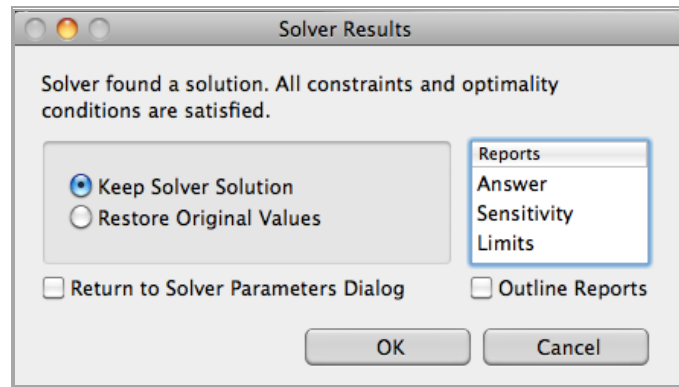 Solver Results
Solver found a solution. All constraints and optimality
conditions are satisfied.
Keep Solver Solution
Restore Original Values
Reports
Answer
Sensitivity
Limits
Return to Solver Parameters Dialog
Outline Reports
OK
Cancel